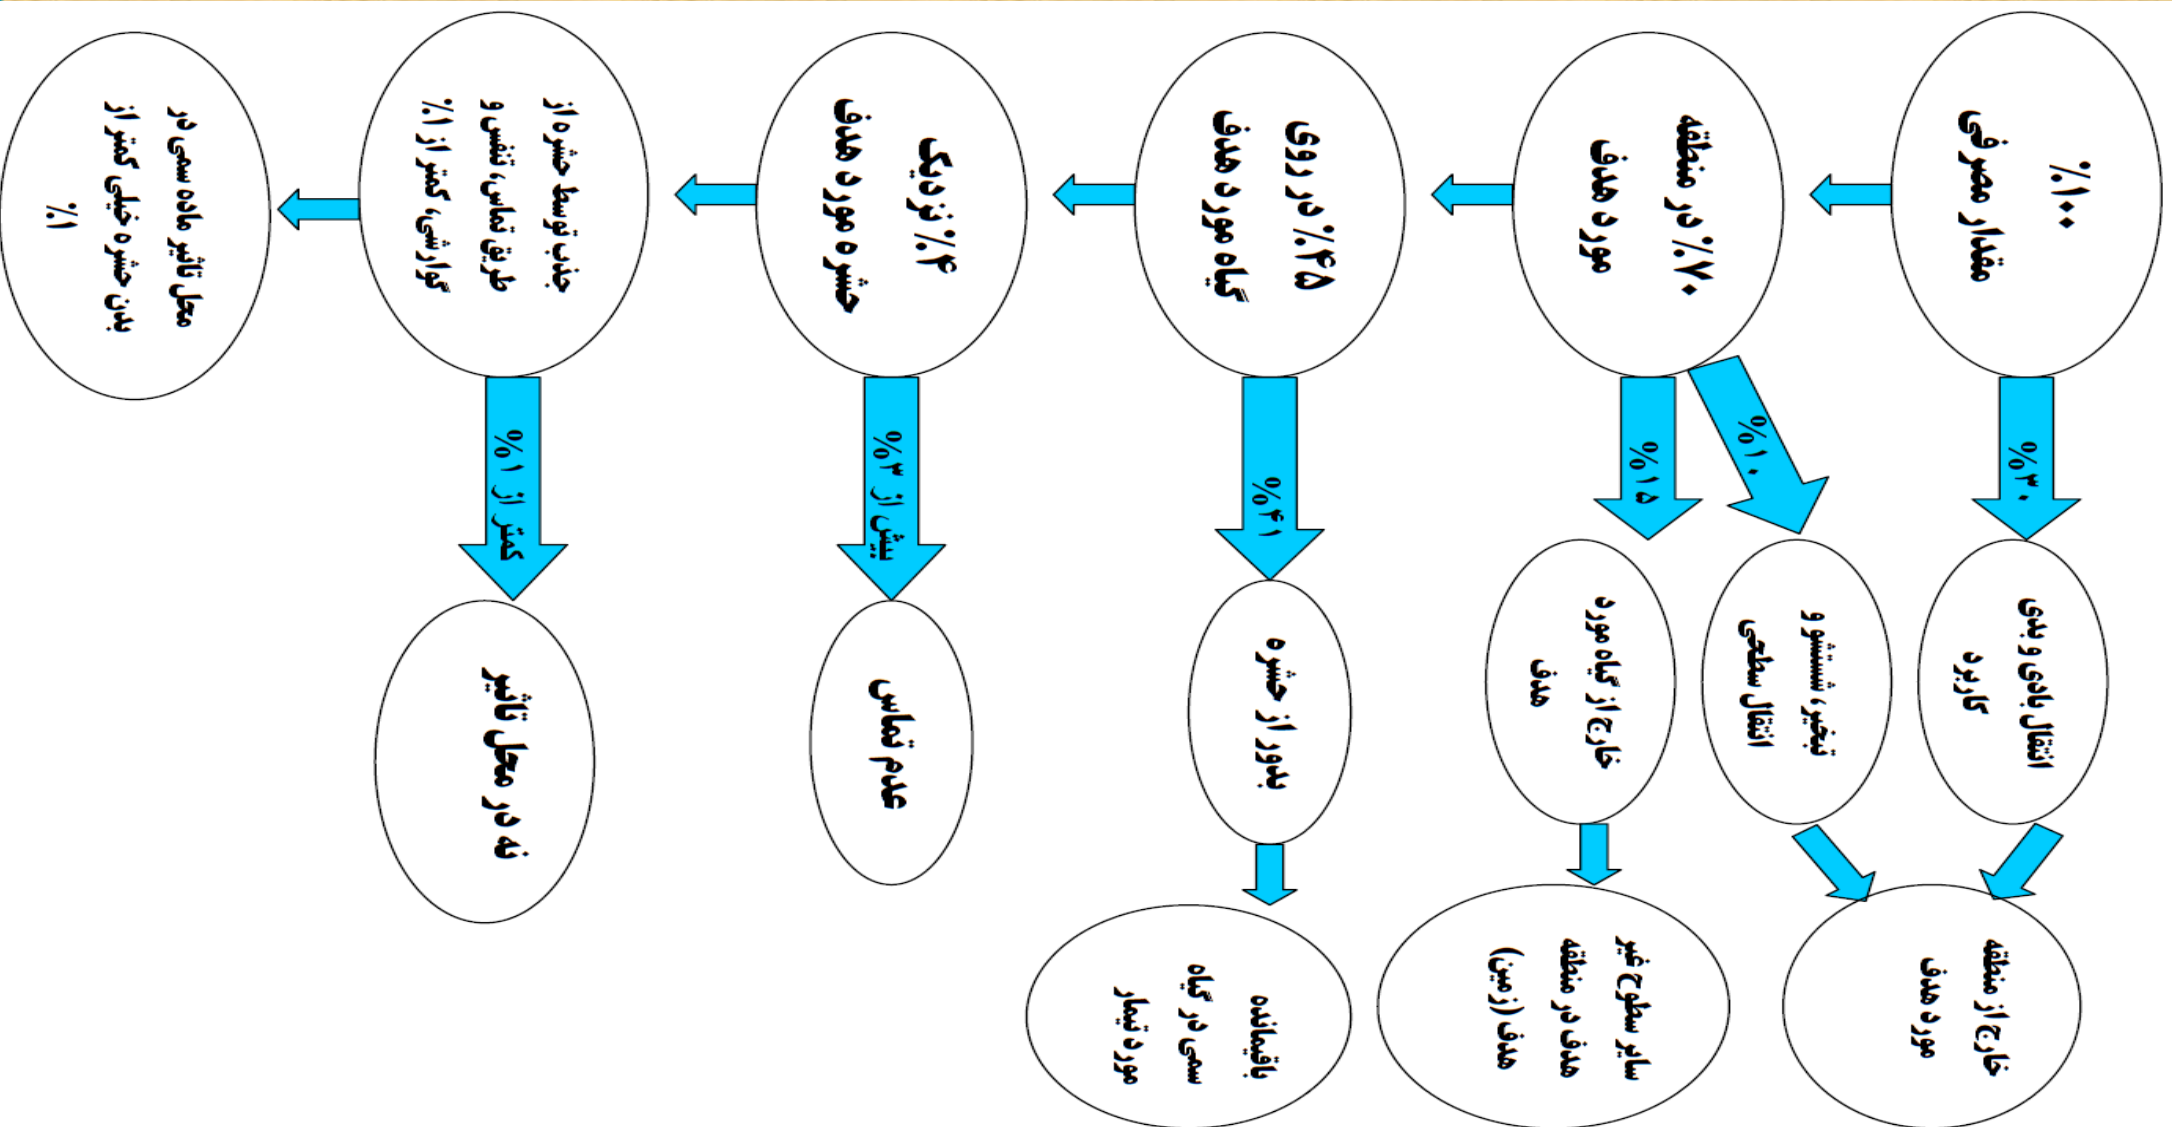 ۱۰۰٪
مقدار مصرفی
۳۰%
انتقال بادی و بدی
کاربرد
۷۰٪ در منطقه
مورد هدف
۱۰%
تبخیر، شستشو و
انتقال سطحی
خارج از منطقه
مورد هدف
۱۵%
خارج از گیاه مورد
هدف
سایر سطوح غیر
هدف در منطقه
هدف (زمین)
۴۵٪ در روی
گیاه مورد هدف
۴۱%
بدور از حشره
باقیمانده
سمی در گیاه
مورد تیمار
۴٪ نزدیک
حشره مورد هدف
بیش از ۳%
عدم تماس
جذب توسط حشره از
طریق تماس، تنفس و
گوارشی، کمتر از ۱٪
کمتر از ۱%
نه در محل تاثیر
محل تاثیر ماده سمی در
بدن حشره خیلی کمتر از
۱٪